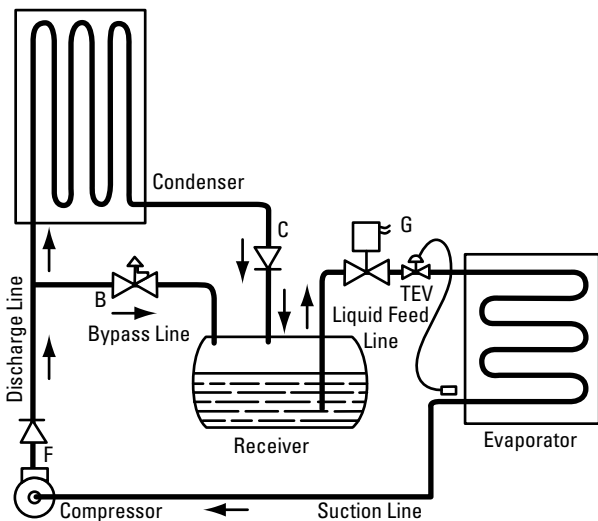 Condenser
C
G
B
TEV
Bypass Line
Liquid Feed
Line
Discharge Line
Receiver
Evaporator
F
Compressor
Suction Line